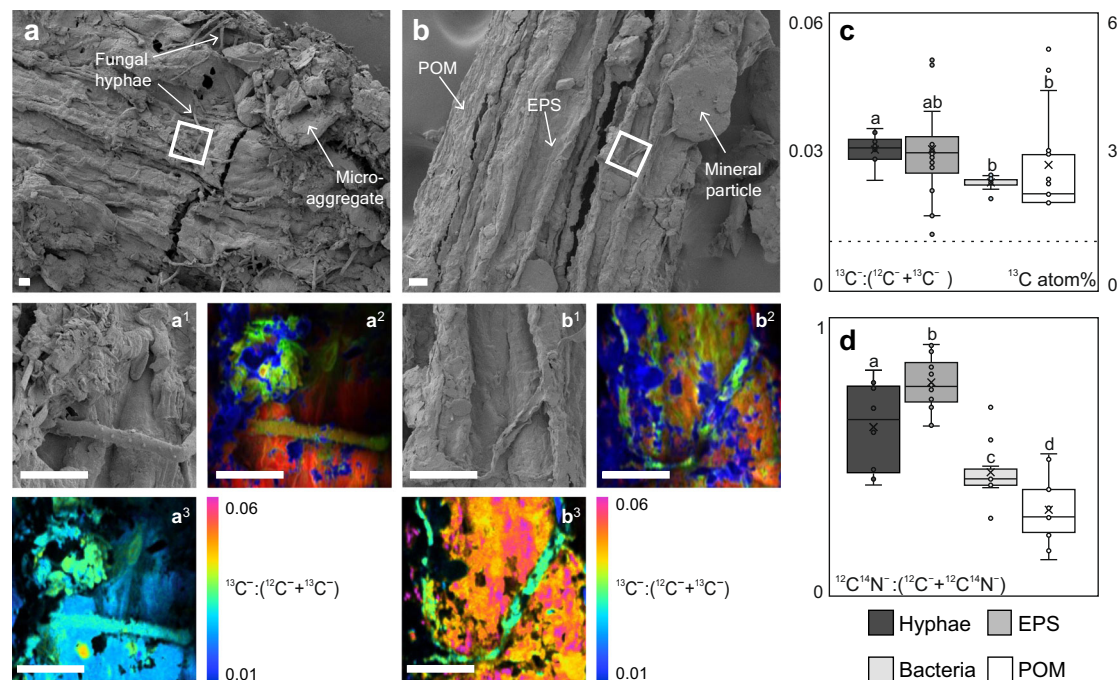 a
Fungal
hyphae
Micro-
aggregate
b
POM
EPS
Mineral
particle
0.06
c
6
a
ab
b
b
0.03
3
¹³C⁻:(¹²C⁻+¹³C⁻ )
¹³C atom%
0
0
a¹
a²
b¹
b²
a³
0.06
¹³C⁻:(¹²C⁻+¹³C⁻)
0.01
b³
0.06
¹³C⁻:(¹²C⁻+¹³C⁻)
0.01
1
d
a
b
c
d
¹²C¹⁴N⁻:(¹²C⁻+¹²C¹⁴N⁻)
0
Hyphae
EPS
Bacteria
POM